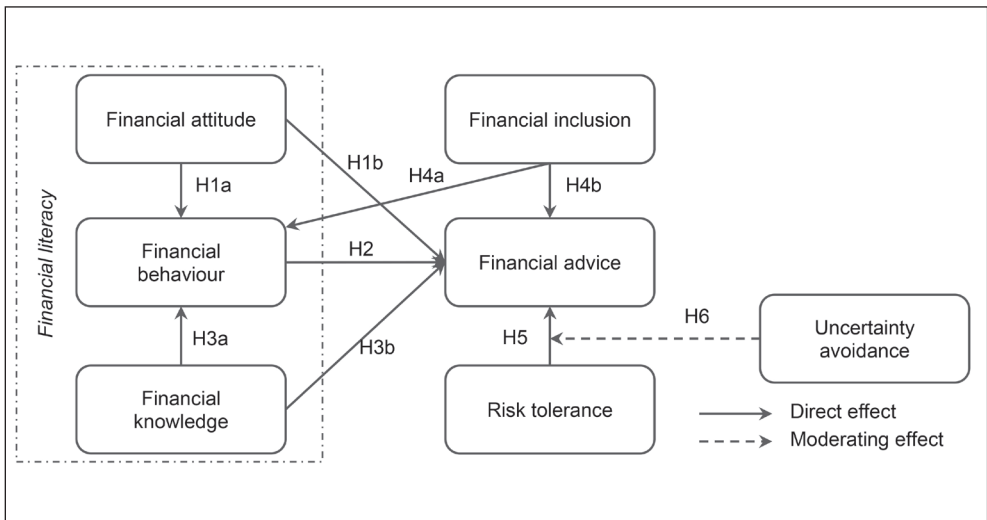 Financial attitude
Financial inclusion
H1b
H4a
H1a
H4b
Financial literacy
Financial
behaviour
H2
Financial advice
H3a
H3b
H5
H6
Uncertainty
avoidance
Financial
knowledge
Risk tolerance
Direct effect
Moderating effect